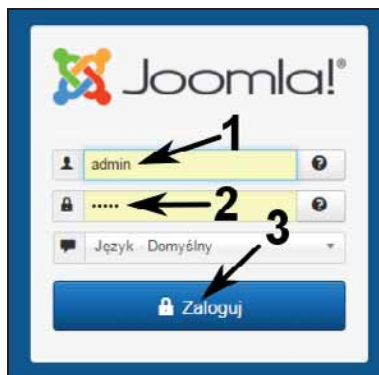 Joomla!®
1
admin
•••••
2
3
Język - Domyślny
Zaloguj